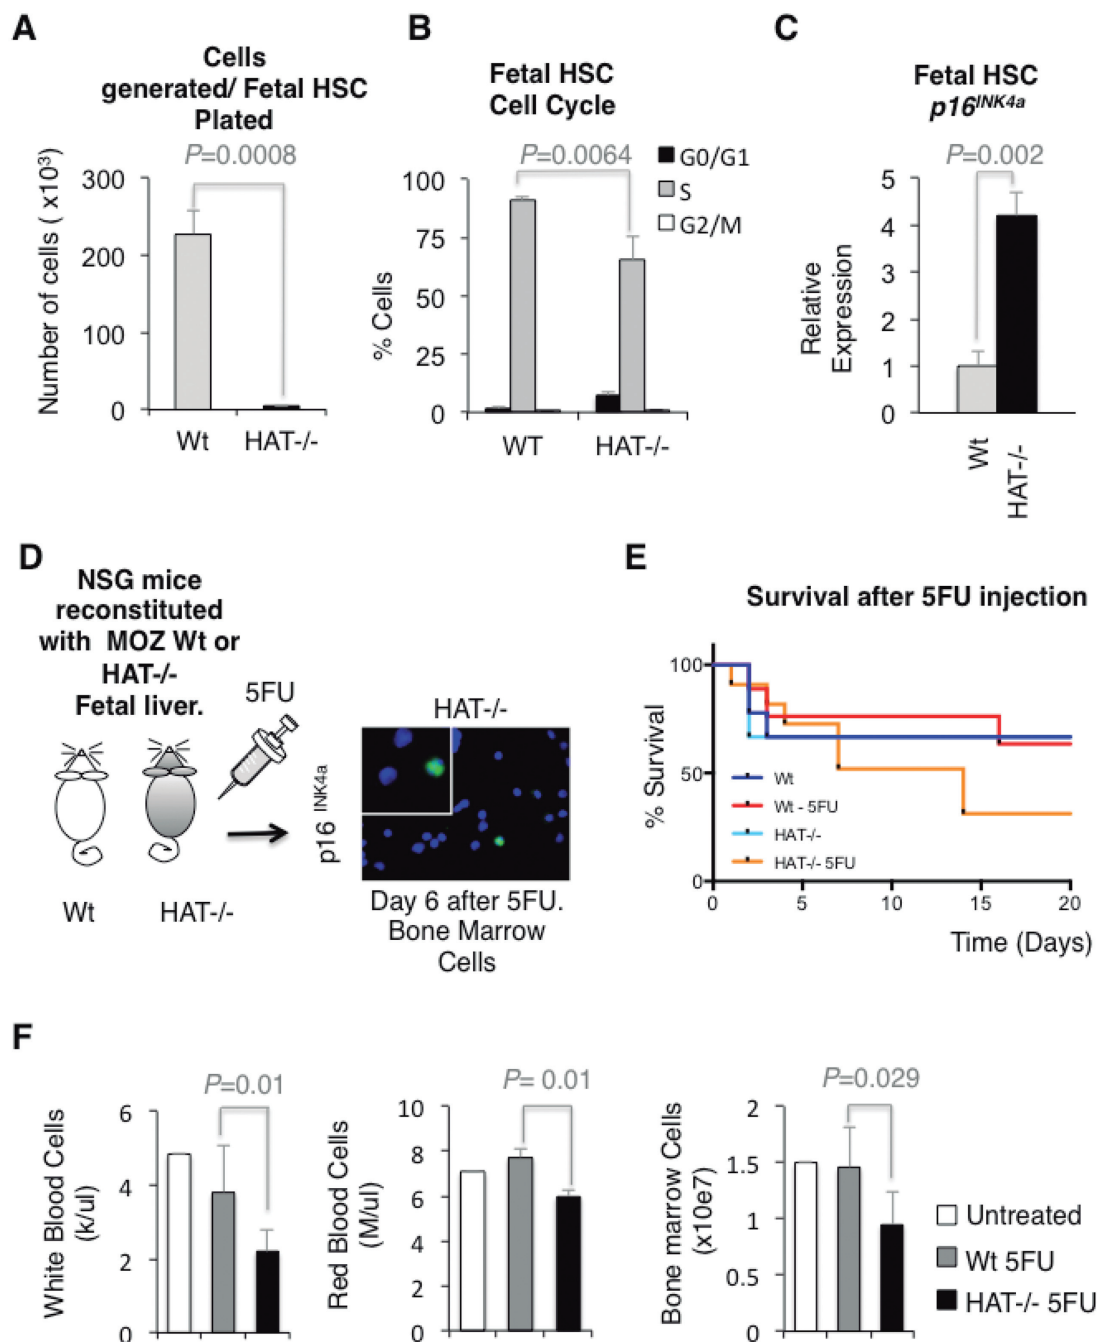 A
Cells
generated/ Fetal HSC
Plated
P=0.0008
Number of cells ( x10³)
300
200
100
0
Wt
HAT-/-
B
Fetal HSC
Cell Cycle
P=0.0064
G0/G1
S
G2/M
% Cells
100
75
50
25
0
WT
HAT-/-
C
Fetal HSC
p16INK4a
P=0.002
Relative
Expression
5
4
3
2
1
0
Wt
HAT-/-
D
NSG mice
reconstituted
with MOZ Wt or
HAT-/-
Fetal liver.
5FU
Wt
HAT-/-
HAT-/-
p16 INK4a
Day 6 after 5FU.
Bone Marrow
Cells
E
Survival after 5FU injection
% Survival
100
50
0
Wt
Wt - 5FU
HAT-/-
HAT-/- 5FU
0
5
10
15
20
Time (Days)
F
P=0.01
White Blood Cells
(k/ul)
6
4
2
0
P= 0.01
Red Blood Cells
(M/ul)
10
8
6
4
2
0
P=0.029
Bone marrow Cells
(x10e7)
2
1.5
1
0.5
0
Untreated
Wt 5FU
HAT-/- 5FU